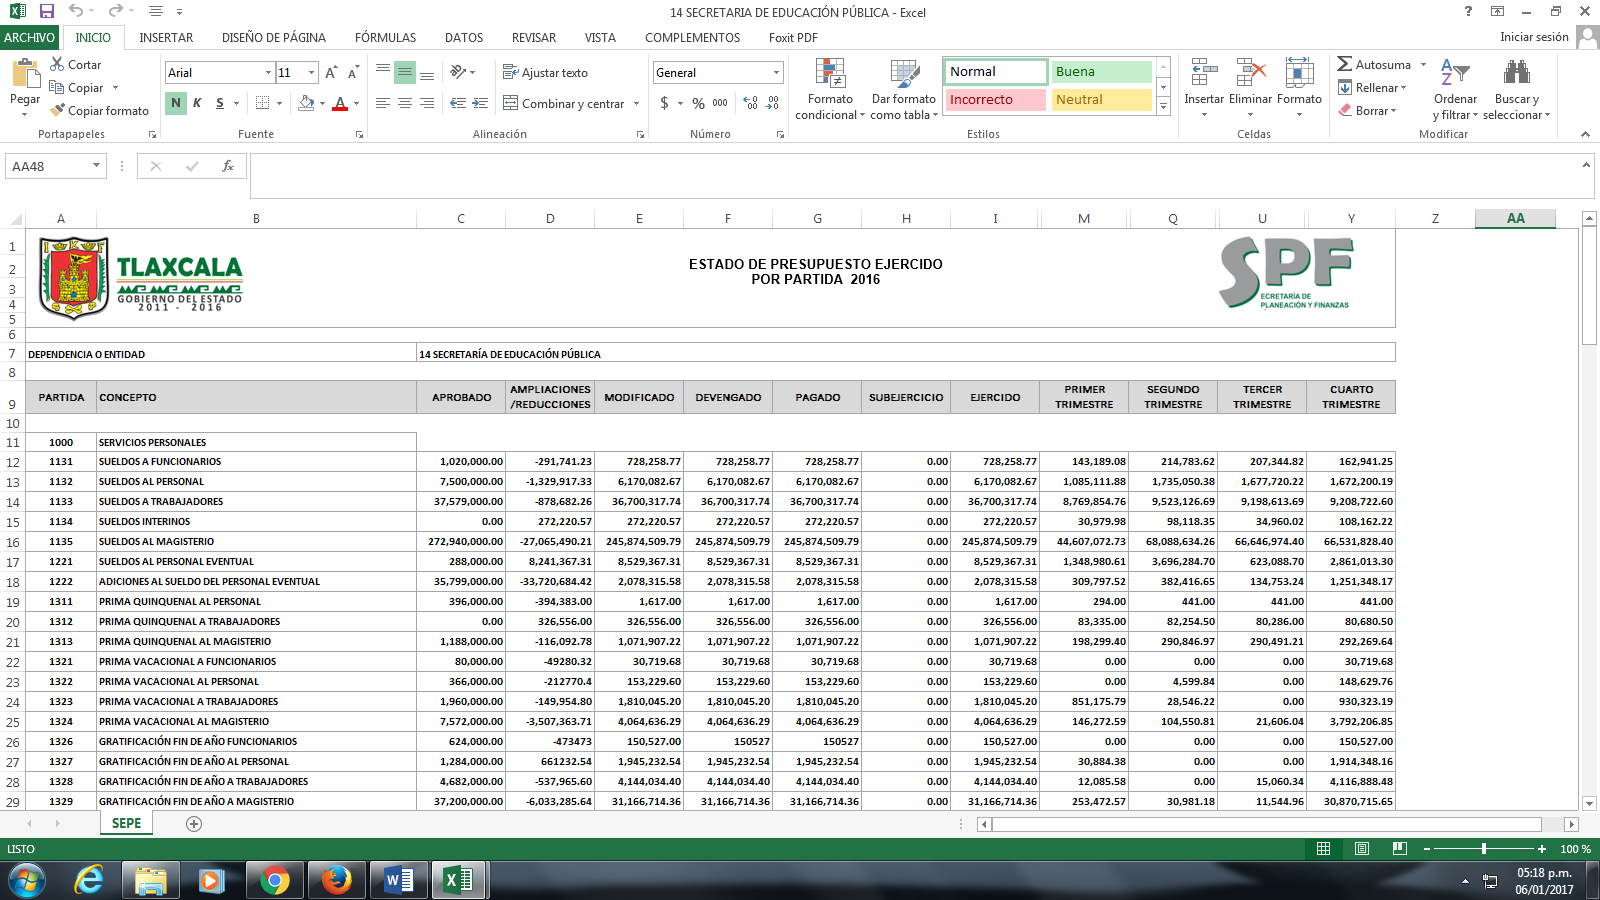 14 SECRETARIA DE EDUCACIÓN PÚBLICA - Excel
?
ARCHIVO INICIO INSERTAR DISEÑO DE PÁGINA FÓRMULAS DATOS REVISAR VISTA COMPLEMENTOS Foxit PDF Iniciar sesión
Pegar
Cortar
Copiar
Copiar formato
Portapapeles
Arial 11
N K S A
Fuente
Ajustar texto
Combinar y centrar
Alineación
General
$ % 000
Número
Formato condicional
Dar formato como tabla
Normal Buena
Incorrecto Neutral
Estilos
Insertar Eliminar Formato
Celdas
Autosuma
Rellenar
Borrar
Ordenar y filtrar
Buscar y seleccionar
Modificar
AA48 fx
A B C D E F G H I M Q U Y Z AA
1
2
3
4
5
6
IKF
TLAXCALA
GOBIERNO DEL ESTADO
2011 - 2016
ESTADO DE PRESUPUESTO EJERCIDO
POR PARTIDA 2016
SPF
ECRETARÍA DE
PLANEACIÓN Y FINANZAS
7 DEPENDENCIA O ENTIDAD 14 SECRETARÍA DE EDUCACIÓN PÚBLICA
8
9 PARTIDA CONCEPTO APROBADO AMPLIACIONES /REDUCCIONES MODIFICADO DEVENGADO PAGADO SUBEJERCICIO EJERCIDO PRIMER TRIMESTRE SEGUNDO TRIMESTRE TERCER TRIMESTRE CUARTO TRIMESTRE
10
11 1000 SERVICIOS PERSONALES
12 1131 SUELDOS A FUNCIONARIOS 1,020,000.00 -291,741.23 728,258.77 728,258.77 728,258.77 0.00 728,258.77 143,189.08 214,783.62 207,344.82 162,941.25
13 1132 SUELDOS AL PERSONAL 7,500,000.00 -1,329,917.33 6,170,082.67 6,170,082.67 6,170,082.67 0.00 6,170,082.67 1,085,111.88 1,735,050.38 1,677,720.22 1,672,200.19
14 1133 SUELDOS A TRABAJADORES 37,579,000.00 -878,682.26 36,700,317.74 36,700,317.74 36,700,317.74 0.00 36,700,317.74 8,769,854.76 9,523,126.69 9,198,613.69 9,208,722.60
15 1134 SUELDOS INTERINOS 0.00 272,220.57 272,220.57 272,220.57 272,220.57 0.00 272,220.57 30,979.98 98,118.35 34,960.02 108,162.22
16 1135 SUELDOS AL MAGISTERIO 272,940,000.00 -27,065,490.21 245,874,509.79 245,874,509.79 245,874,509.79 0.00 245,874,509.79 44,607,072.73 68,088,634.26 66,646,974.40 66,531,828.40
17 1221 SUELDOS AL PERSONAL EVENTUAL 288,000.00 8,241,367.31 8,529,367.31 8,529,367.31 8,529,367.31 0.00 8,529,367.31 1,348,980.61 3,696,284.70 623,088.70 2,861,013.30
18 1222 ADICIONES AL SUELDO DEL PERSONAL EVENTUAL 35,799,000.00 -33,720,684.42 2,078,315.58 2,078,315.58 2,078,315.58 0.00 2,078,315.58 309,797.52 382,416.65 134,753.24 1,251,348.17
19 1311 PRIMA QUINQUENAL AL PERSONAL 396,000.00 -394,383.00 1,617.00 1,617.00 1,617.00 0.00 1,617.00 294.00 441.00 441.00 441.00
20 1312 PRIMA QUINQUENAL A TRABAJADORES 0.00 326,556.00 326,556.00 326,556.00 326,556.00 0.00 326,556.00 83,335.00 82,254.50 80,286.00 80,680.50
21 1313 PRIMA QUINQUENAL AL MAGISTERIO 1,188,000.00 -116,092.78 1,071,907.22 1,071,907.22 1,071,907.22 0.00 1,071,907.22 198,299.40 290,846.97 290,491.21 292,269.64
22 1321 PRIMA VACACIONAL A FUNCIONARIOS 80,000.00 -49280.32 30,719.68 30,719.68 30,719.68 0.00 30,719.68 0.00 0.00 0.00 30,719.68
23 1322 PRIMA VACACIONAL AL PERSONAL 366,000.00 -212770.4 153,229.60 153,229.60 153,229.60 0.00 153,229.60 0.00 4,599.84 0.00 148,629.76
24 1323 PRIMA VACACIONAL A TRABAJADORES 1,960,000.00 -149,954.80 1,810,045.20 1,810,045.20 1,810,045.20 0.00 1,810,045.20 851,175.79 28,546.22 0.00 930,323.19
25 1324 PRIMA VACACIONAL AL MAGISTERIO 7,572,000.00 -3,507,363.71 4,064,636.29 4,064,636.29 4,064,636.29 0.00 4,064,636.29 146,272.59 104,550.81 21,606.04 3,792,206.85
26 1326 GRATIFICACIÓN FIN DE AÑO FUNCIONARIOS 624,000.00 -473473 150,527.00 150527 150527 0.00 150,527.00 0.00 0.00 0.00 150,527.00
27 1327 GRATIFICACIÓN FIN DE AÑO AL PERSONAL 1,284,000.00 661232.54 1,945,232.54 1,945,232.54 1,945,232.54 0.00 1,945,232.54 30,884.38 0.00 0.00 1,914,348.16
28 1328 GRATIFICACIÓN FIN DE AÑO A TRABAJADORES 4,682,000.00 -537,965.60 4,144,034.40 4,144,034.40 4,144,034.40 0.00 4,144,034.40 12,085.58 0.00 15,060.34 4,116,888.48
29 1329 GRATIFICACIÓN FIN DE AÑO A MAGISTERIO 37,200,000.00 -6,033,285.64 31,166,714.36 31,166,714.36 31,166,714.36 0.00 31,166,714.36 253,472.57 30,981.18 11,544.96 30,870,715.65
SEPE
LISTO 100 %
05:18 p.m.
06/01/2017